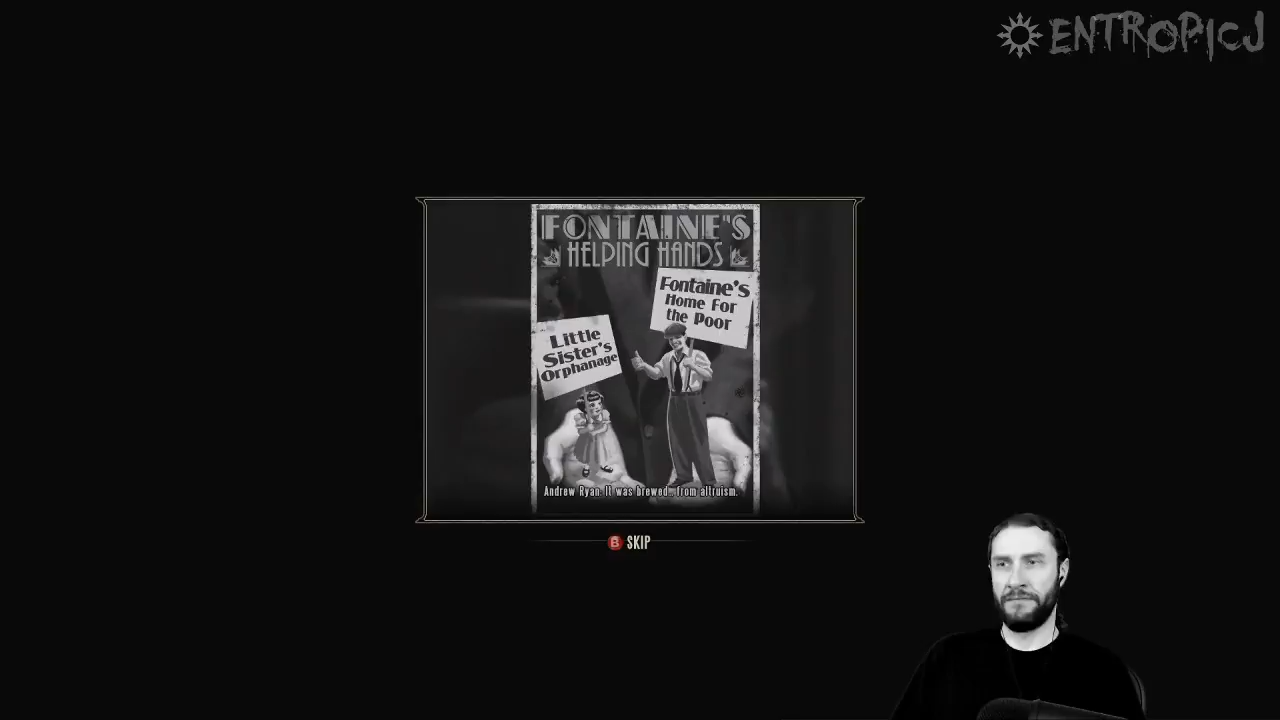 ENTROPICJ
FONTAINE'S
HELPING HANDS
Fontaine's
Home For
the Poor
Little
Sister's
Orphanage
Andrew Ryan. It was brewed... from altruism.
B SKIP